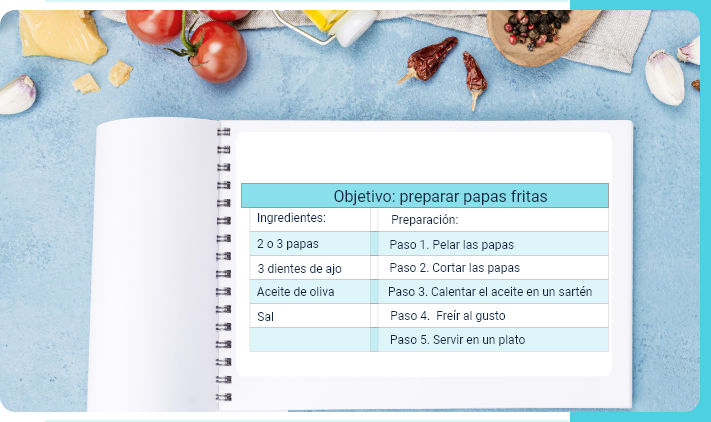 Objetivo: preparar papas fritas
Ingredientes: Preparación:
2 o 3 papas Paso 1. Pelar las papas
3 dientes de ajo Paso 2. Cortar las papas
Aceite de oliva Paso 3. Calentar el aceite en un sartén
Sal Paso 4. Freír al gusto
Paso 5. Servir en un plato